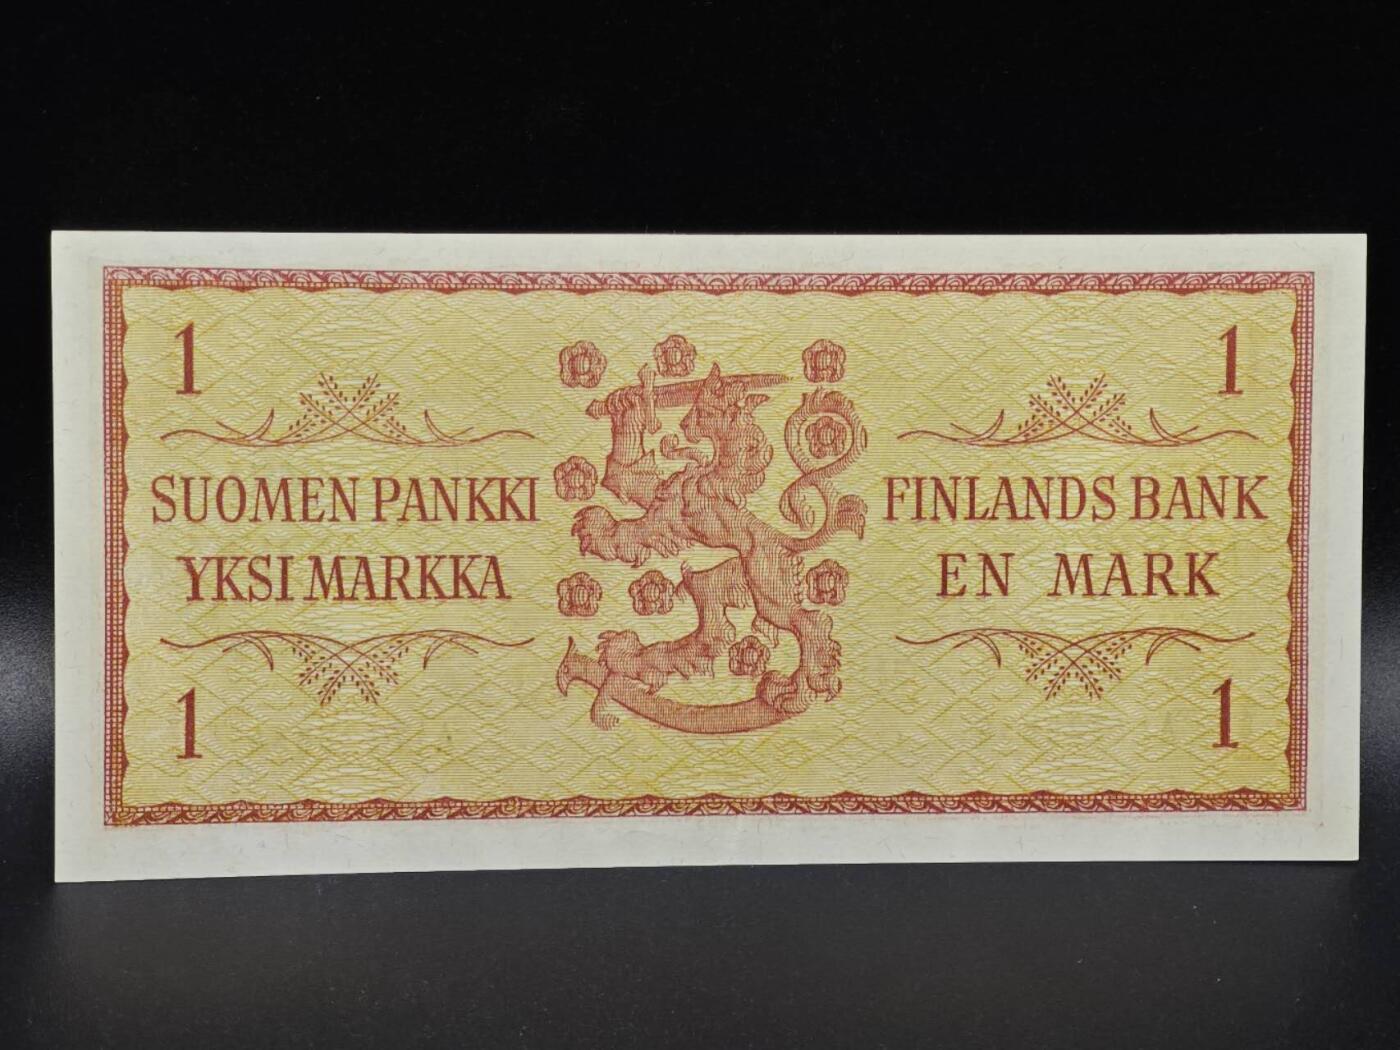 1 1
SUOMEN PANKKI
YKSI MARKKA
FINLANDS BANK
EN MARK
1 1